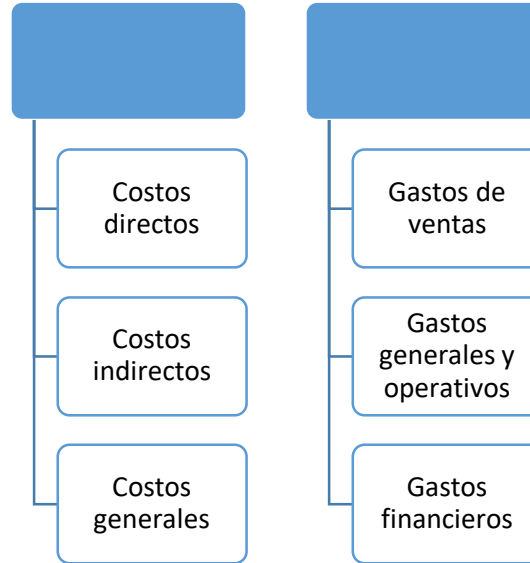 Costos
directos
Costos
indirectos
Costos
generales
Gastos de
ventas
Gastos
generales y
operativos
Gastos
financieros